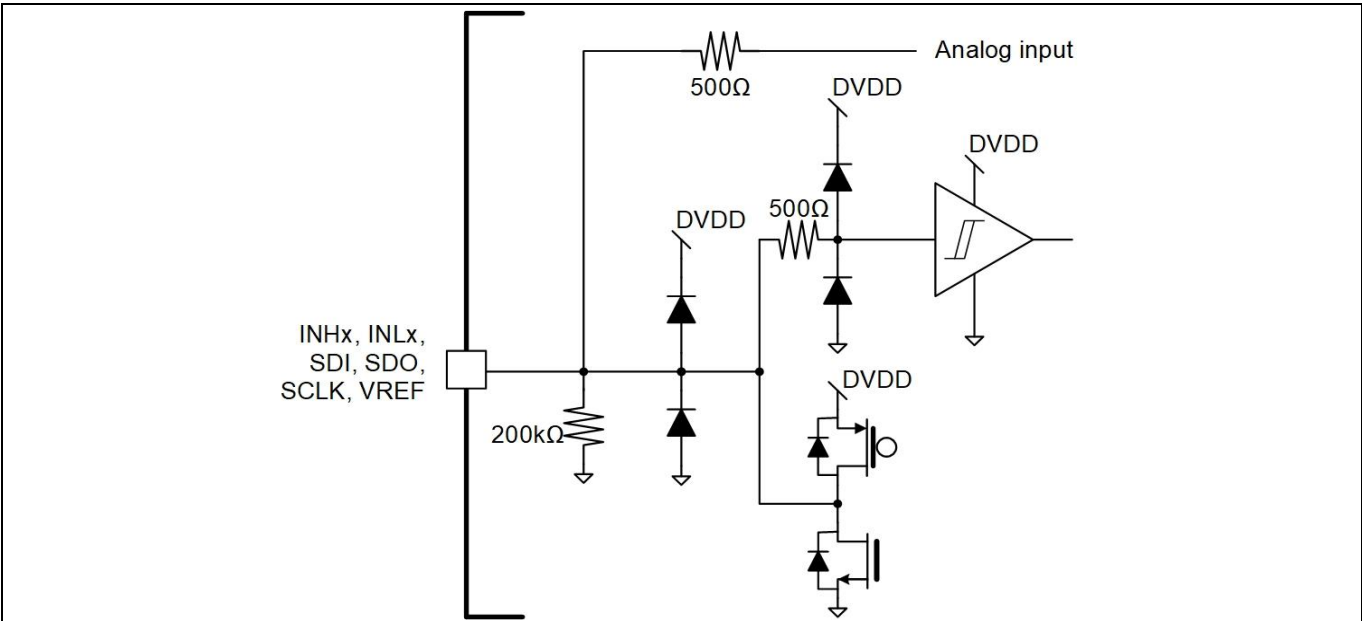 Analog input
500Ω
DVDD
DVDD
500Ω
DVDD
INHx, INLx,
SDI, SDO,
SCLK, VREF
DVDD
200kΩ